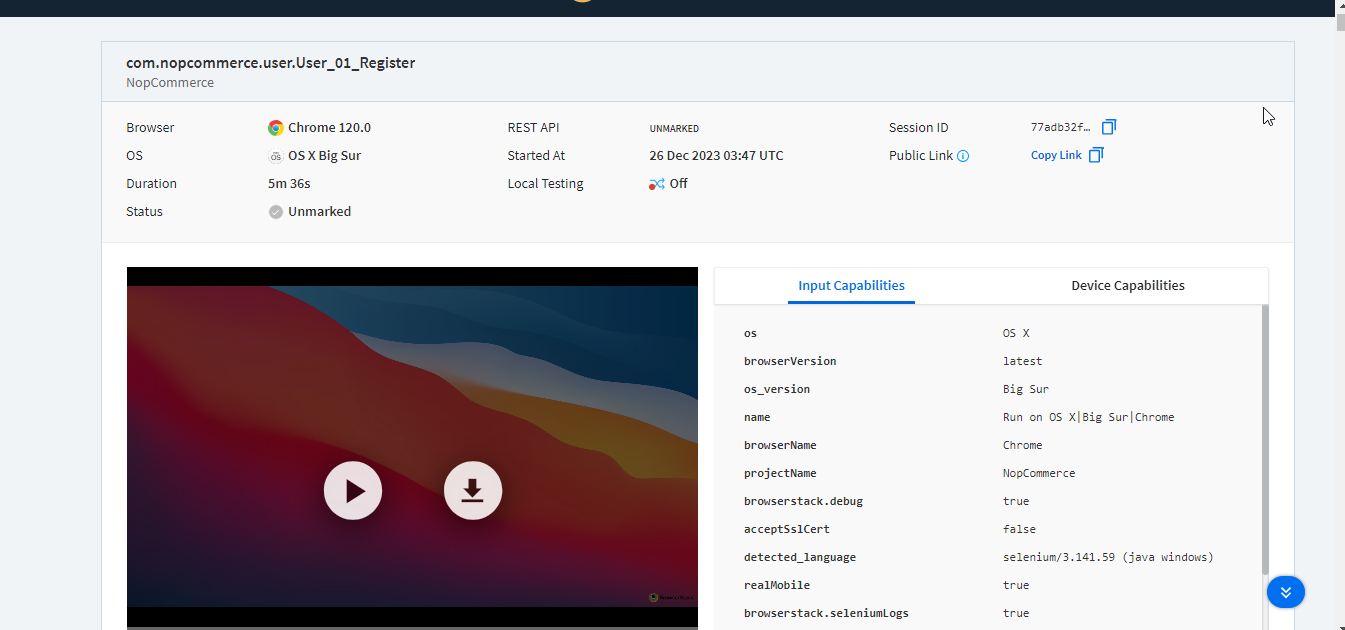 com.nopcommerce.user.User_01_Register
NopCommerce
Browser Chrome 120.0 REST API UNMARKED Session ID 77adb32f…
OS OS X Big Sur Started At 26 Dec 2023 03:47 UTC Public Link Copy Link
Duration 5m 36s Local Testing Off
Status Unmarked
Input Capabilities Device Capabilities
os OS X
browserVersion latest
os_version Big Sur
name Run on OS X|Big Sur|Chrome
browserName Chrome
projectName NopCommerce
browserstack.debug true
acceptSslCert false
detected_language selenium/3.141.59 (java windows)
realMobile true
browserstack.seleniumLogs true